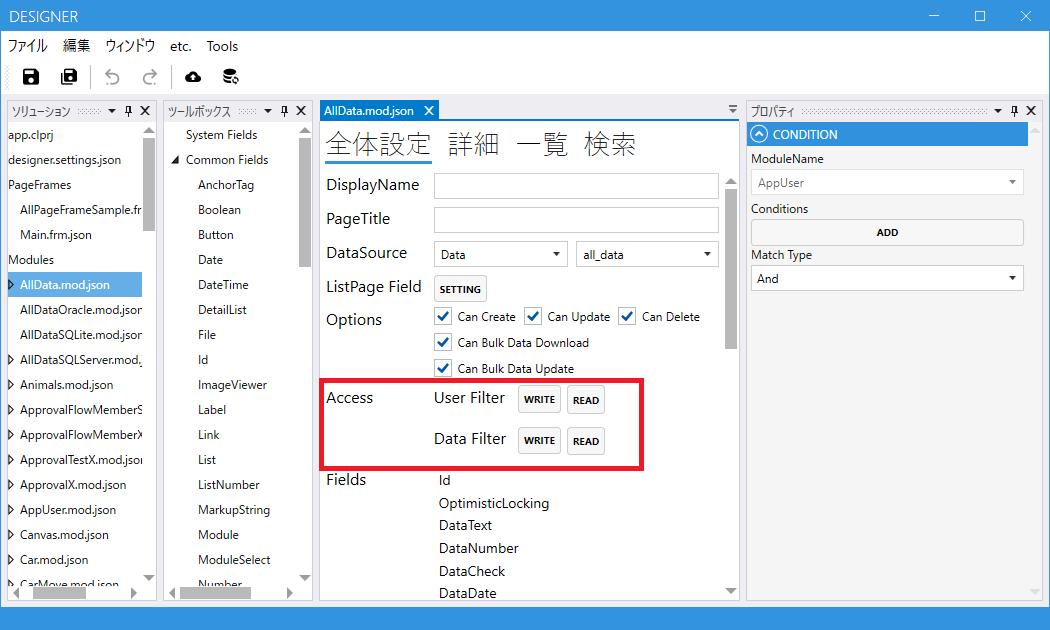 DESIGNER
ファイル 編集 ウィンドウ etc. Tools
ソリューション
app.clprj
designer.settings.json
PageFrames
AllPageFrameSample.fr
Main.frm.json
Modules
AllData.mod.json
AllDataOracle.mod.json
AllDataSQLite.mod.json
AllDataSQLServer.mod.
Animals.mod.json
ApprovalFlowMemberS
ApprovalFlowMemberX
ApprovalTestX.mod.json
ApprovalX.mod.json
AppUser.mod.json
Canvas.mod.json
Car.mod.json
CarMove.mod.json
ツールボックス
System Fields
Common Fields
AnchorTag
Boolean
Button
Date
DateTime
DetailList
File
Id
ImageViewer
Label
Link
List
ListNumber
MarkupString
Module
ModuleSelect
Number
AllData.mod.json
全体設定 詳細 一覧 検索
DisplayName
PageTitle
DataSource Data all_data
ListPage Field SETTING
Options Can Create Can Update Can Delete
Can Bulk Data Download
Can Bulk Data Update
Access User Filter WRITE READ
Data Filter WRITE READ
Fields Id
OptimisticLocking
DataText
DataNumber
DataCheck
DataDate
プロパティ
CONDITION
ModuleName
AppUser
Conditions
ADD
Match Type
And